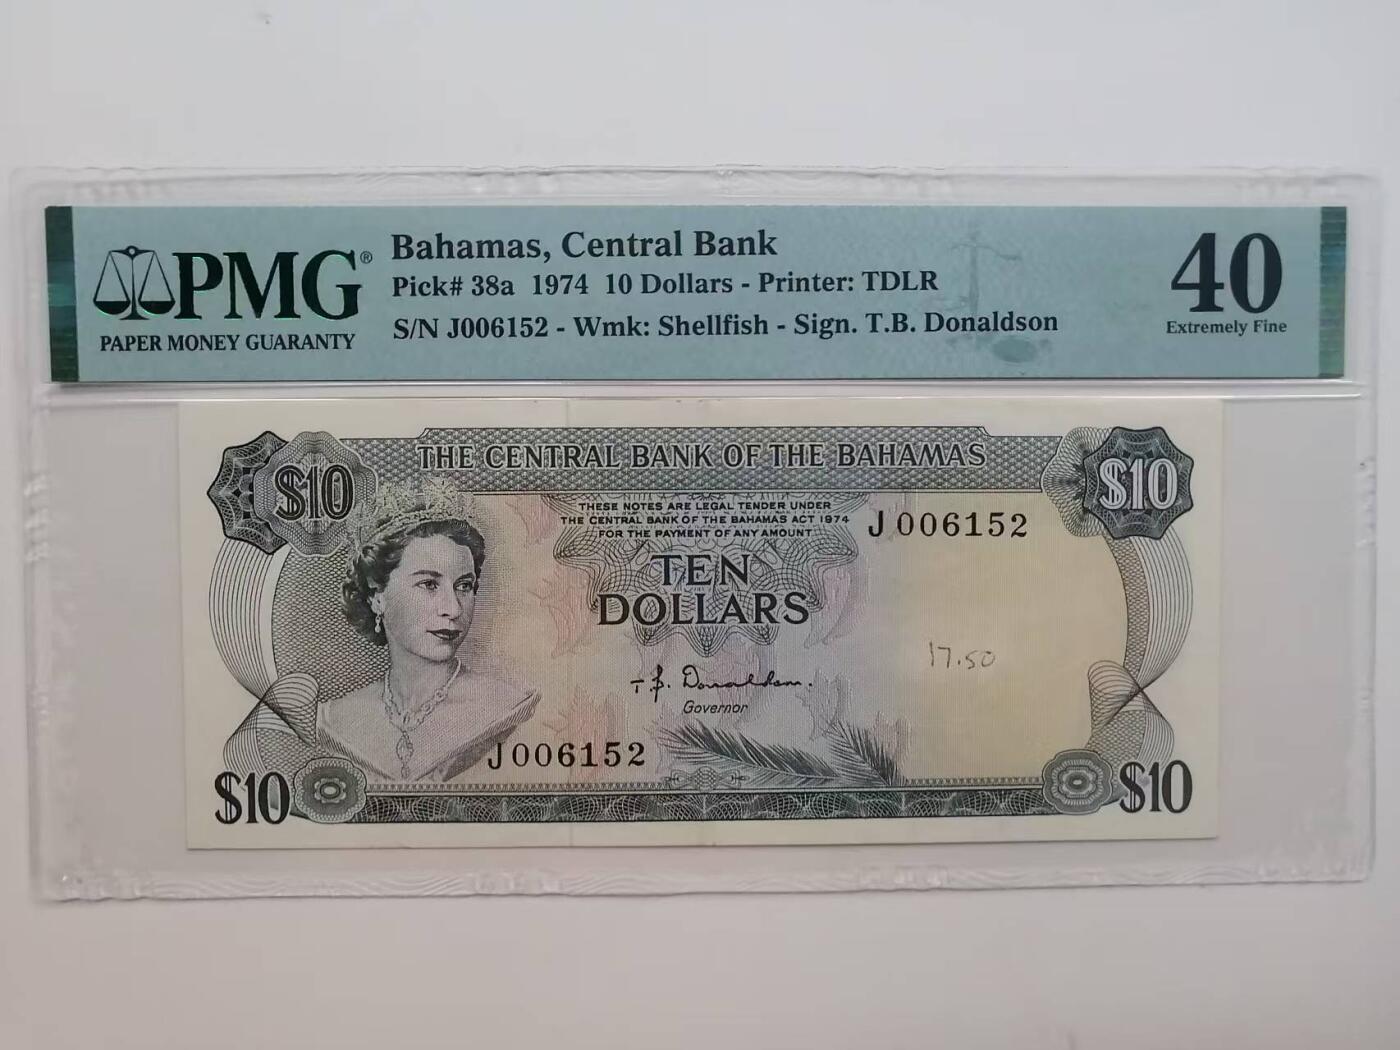 PMG®
PAPER MONEY GUARANTY
Bahamas, Central Bank
Pick# 38a 1974 10 Dollars - Printer: TDLR
S/N J006152 - Wmk: Shellfish - Sign. T.B. Donaldson
40
Extremely Fine
THE CENTRAL BANK OF THE BAHAMAS
$10
$10
THESE NOTES ARE LEGAL TENDER UNDER
THE CENTRAL BANK OF THE BAHAMAS ACT 1974
FOR THE PAYMENT OF ANY AMOUNT
J006152
TEN
DOLLARS
17.50
T.B. Donaldson.
Governor
J006152
$10
$10